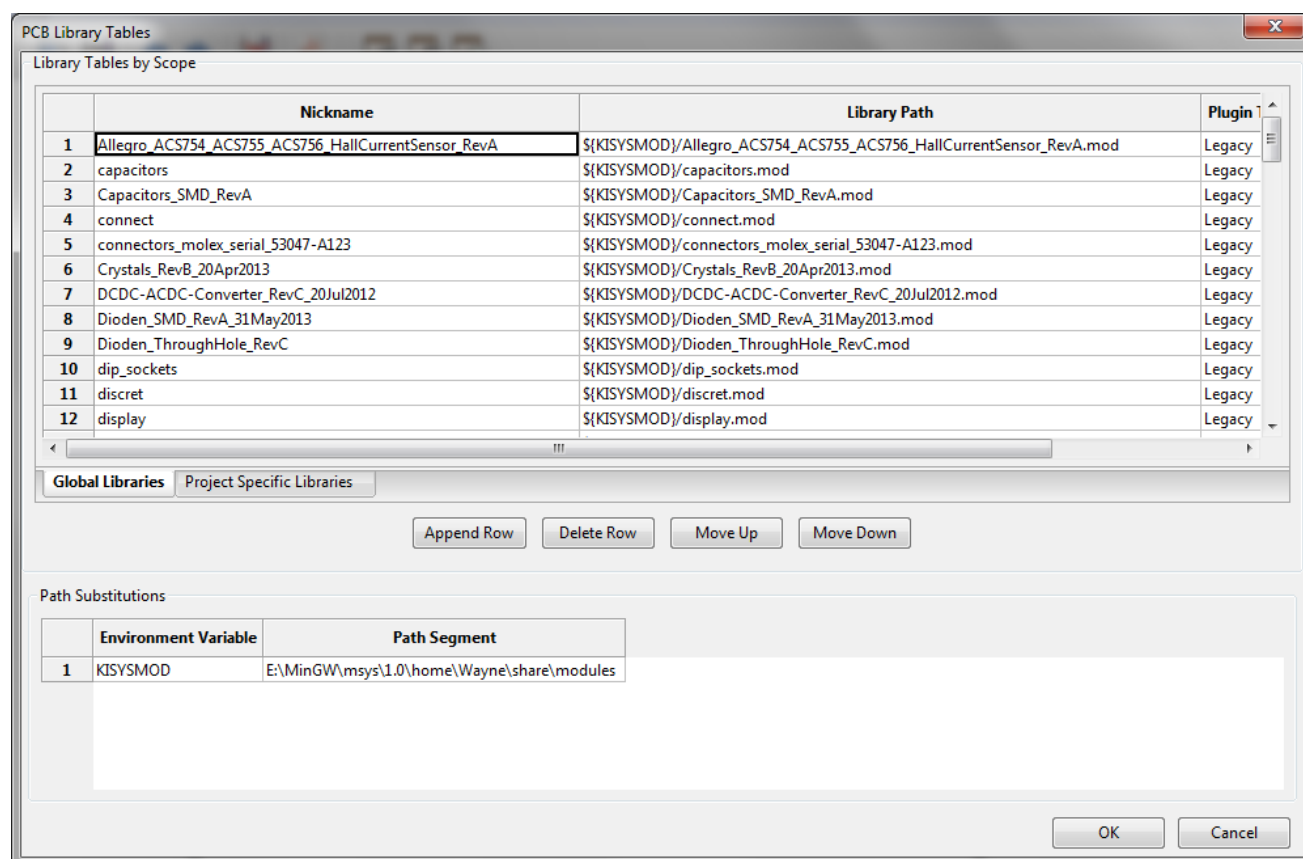 PCB Library Tables
Library Tables by Scope
Nickname Library Path Plugin
1 Allegro_ACS754_ACS755_ACS756_HallCurrentSensor_RevA ${KISYSMOD}/Allegro_ACS754_ACS755_ACS756_HallCurrentSensor_RevA.mod Legacy
2 capacitors ${KISYSMOD}/capacitors.mod Legacy
3 Capacitors_SMD_RevA ${KISYSMOD}/Capacitors_SMD_RevA.mod Legacy
4 connect ${KISYSMOD}/connect.mod Legacy
5 connectors_molex_serial_53047-A123 ${KISYSMOD}/connectors_molex_serial_53047-A123.mod Legacy
6 Crystals_RevB_20Apr2013 ${KISYSMOD}/Crystals_RevB_20Apr2013.mod Legacy
7 DCDC-ACDC-Converter_RevC_20Jul2012 ${KISYSMOD}/DCDC-ACDC-Converter_RevC_20Jul2012.mod Legacy
8 Dioden_SMD_RevA_31May2013 ${KISYSMOD}/Dioden_SMD_RevA_31May2013.mod Legacy
9 Dioden_ThroughHole_RevC ${KISYSMOD}/Dioden_ThroughHole_RevC.mod Legacy
10 dip_sockets ${KISYSMOD}/dip_sockets.mod Legacy
11 discret ${KISYSMOD}/discret.mod Legacy
12 display ${KISYSMOD}/display.mod Legacy
Global Libraries Project Specific Libraries
Append Row Delete Row Move Up Move Down
Path Substitutions
Environment Variable Path Segment
1 KISYSMOD E:\MinGW\msys\1.0\home\Wayne\share\modules
OK Cancel